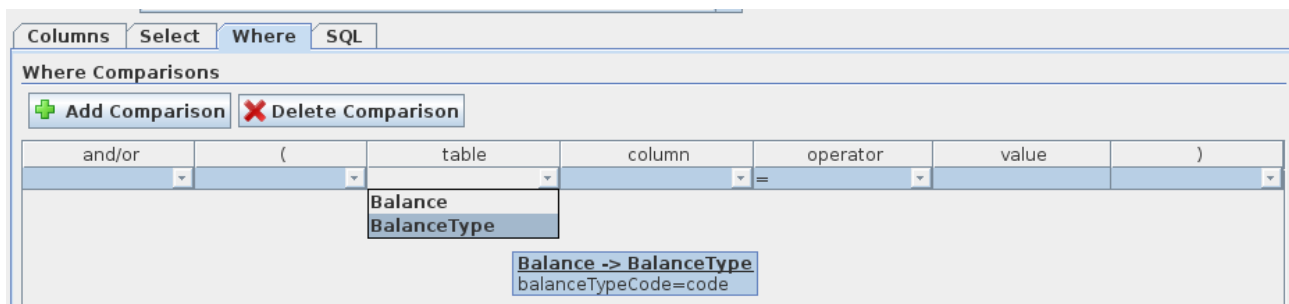 Columns Select Where SQL
Where Comparisons
Add Comparison Delete Comparison
and/or ( table column operator value )
=
Balance
BalanceType
Balance -> BalanceType
balanceTypeCode=code